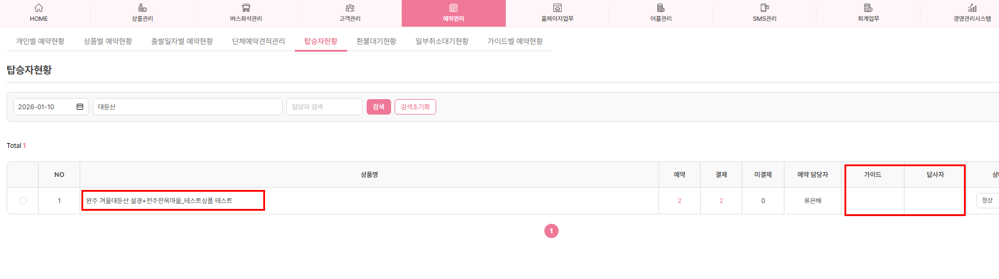 HOME 상품관리 버스좌석관리 고객관리 예약관리 홈페이지업무 어플관리 SMS관리 회계업무 경영관리시스템
개인별 예약현황 상품별 예약현황 출발일자별 예약현황 단체예약견적관리 탑승자현황 환불대기현황 일부취소대기현황 가이드별 예약현황
탑승자현황
2026-01-10 대둔산 담당자 검색 검색 검색초기화
Total 1
NO 상품명 예약 결제 미결제 예약 담당자 가이드 답사자
1 완주 겨울대둔산 설경+전주한옥마을_테스트상품 테스트 2 2 0 류은배 정상
1